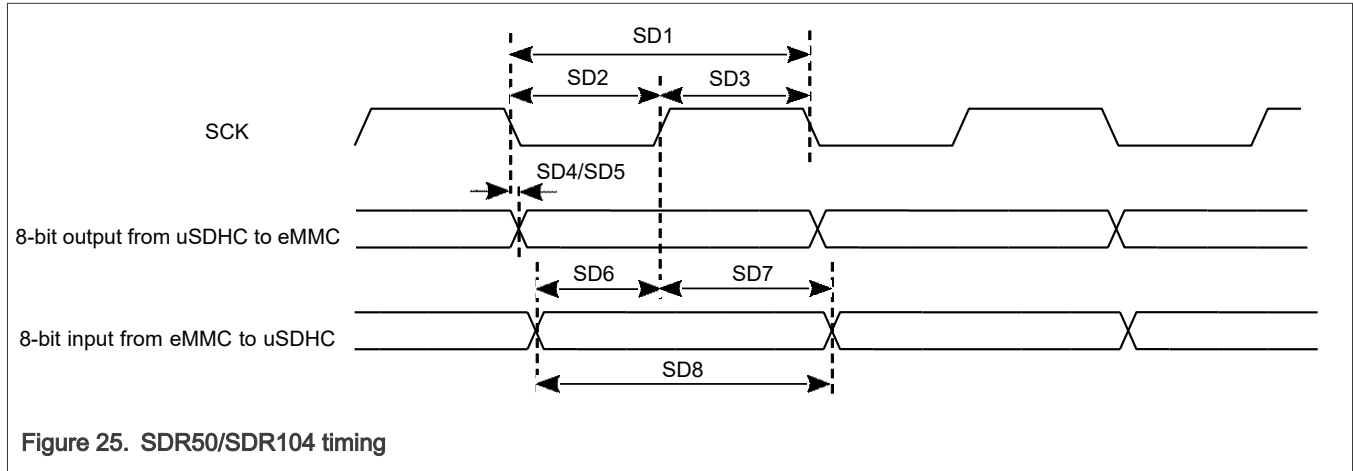 SD1
SD2 SD3
SCK
SD4/SD5
8-bit output from uSDHC to eMMC
SD6 SD7
8-bit input from eMMC to uSDHC
SD8
Figure 25. SDR50/SDR104 timing